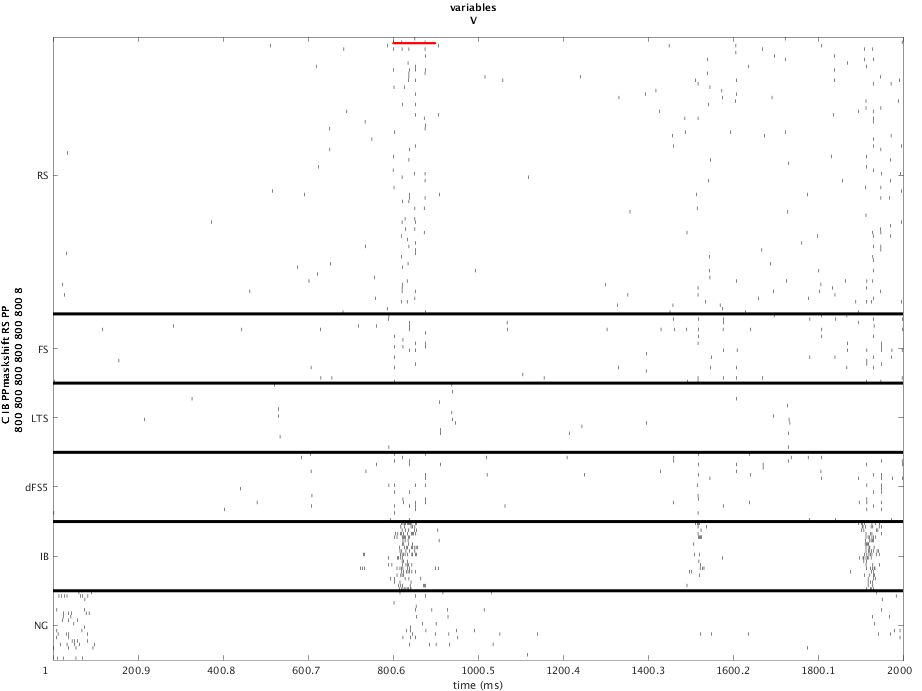 variables
V
C IB PPmaskshift RS PP
800 800 800 800 800 800 8
RS
FS
LTS
dFS5
IB
NG
1 200.9 400.8 600.7 800.6 1000.5 1200.4 1400.3 1600.2 1800.1 2000
time (ms)